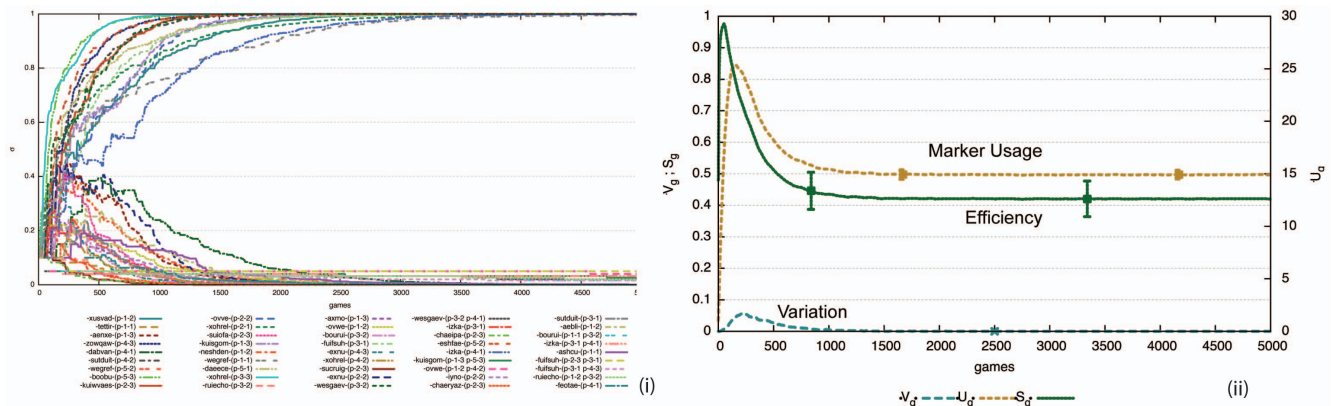 1
0.8
0.6
0.4
0.2
0
σ
0 500 1000 1500 2000 2500 3000 3500 4000 4500
games
-xusvad-(p-1-2) -ovve-(p-2-2) -axmo-(p-1-3) -wesgaev-(p-3-2 p-4-1) -sutduit-(p-3-1)
-tettir-(p-1-1) -xohrel-(p-2-1) -ovwe-(p-1-2) -izka-(p-3-1) -aebli-(p-1-2)
-aenxe-(p-1-3) -suiofa-(p-2-3) -bourui-(p-3-2) -chaeipa-(p-2-2) -bourui-(p-1-1 p-3-2)
-zowqaw-(p-4-3) -kuisgom-(p-1-3) -fuifsuh-(p-3-1) -eshfae-(p-5-2) -izka-(p-3-1 p-4-1)
-dabvan-(p-4-1) -neshden-(p-1-2) -exnu-(p-4-3) -izka-(p-4-1) -ashcu-(p-1-1)
-sutduit-(p-4-2) -wegref-(p-1-1) -xohrel-(p-4-2) -kuisgom-(p-1-3 p-5-3) -fuifsuh-(p-2-3 p-3-1)
-wegref-(p-5-2) -daeece-(p-5-1) -sucruig-(p-2-3) -ovwe-(p-1-2 p-4-2) -fuifsuh-(p-3-1 p-4-3)
-boobu-(p-5-3) -xohrel-(p-3-3) -exnu-(p-2-2) -iyno-(p-2-2) -ruiecho-(p-1-2 p-3-2)
-kuiwvaes-(p-2-3) -ruiecho-(p-3-2) -wesgaev-(p-3-2) -chaeryaz-(p-2-3) -feotae-(p-4-1)
(i)
1 30
0.9
0.8 25
0.7
20
0.6
Marker Usage
0.5 15
0.4
Efficiency
10
0.3
0.2 5
0.1
Variation
0 0
Vg ; Sg
Ug
0 500 1000 1500 2000 2500 3000 3500 4000 4500 5000
games
Vg Ug Sg
(ii)